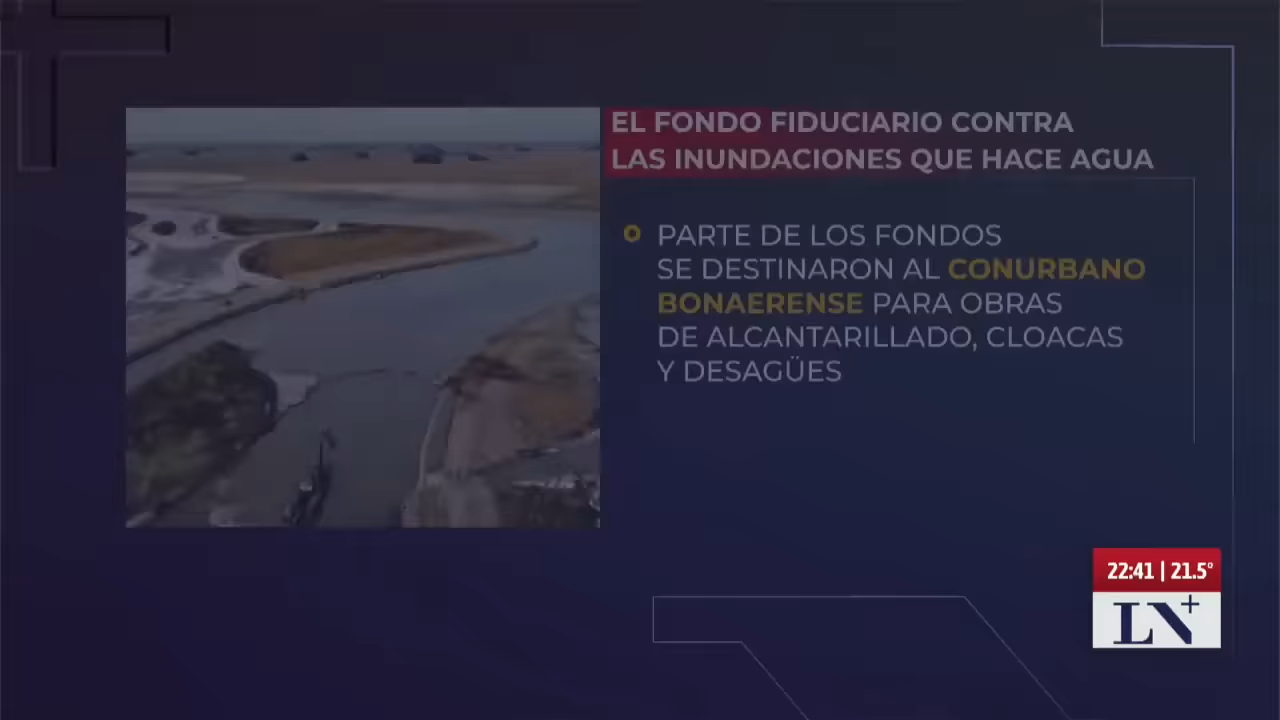 EL FONDO FIDUCIARIO CONTRA
LAS INUNDACIONES QUE HACE AGUA
PARTE DE LOS FONDOS
SE DESTINARON AL CONURBANO
BONAERENSE PARA OBRAS
DE ALCANTARILLADO, CLOACAS
Y DESAGÜES
22:41 | 21.5°
LN+